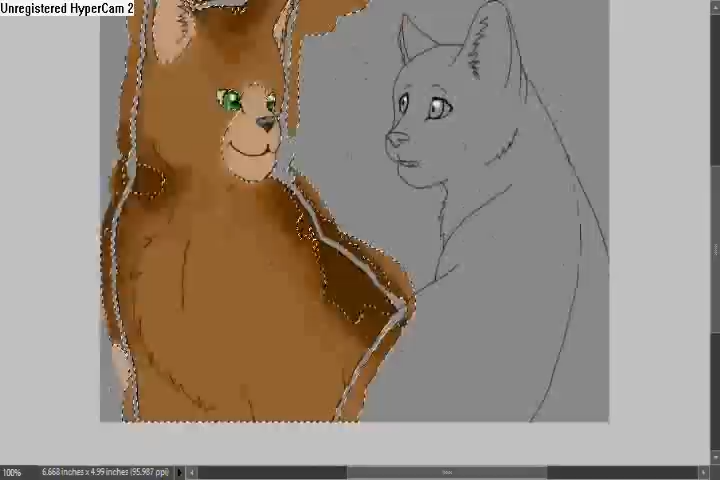 Unregistered HyperCam 2
100%
6.668 inches x 4.99 inches (95.987 ppi)